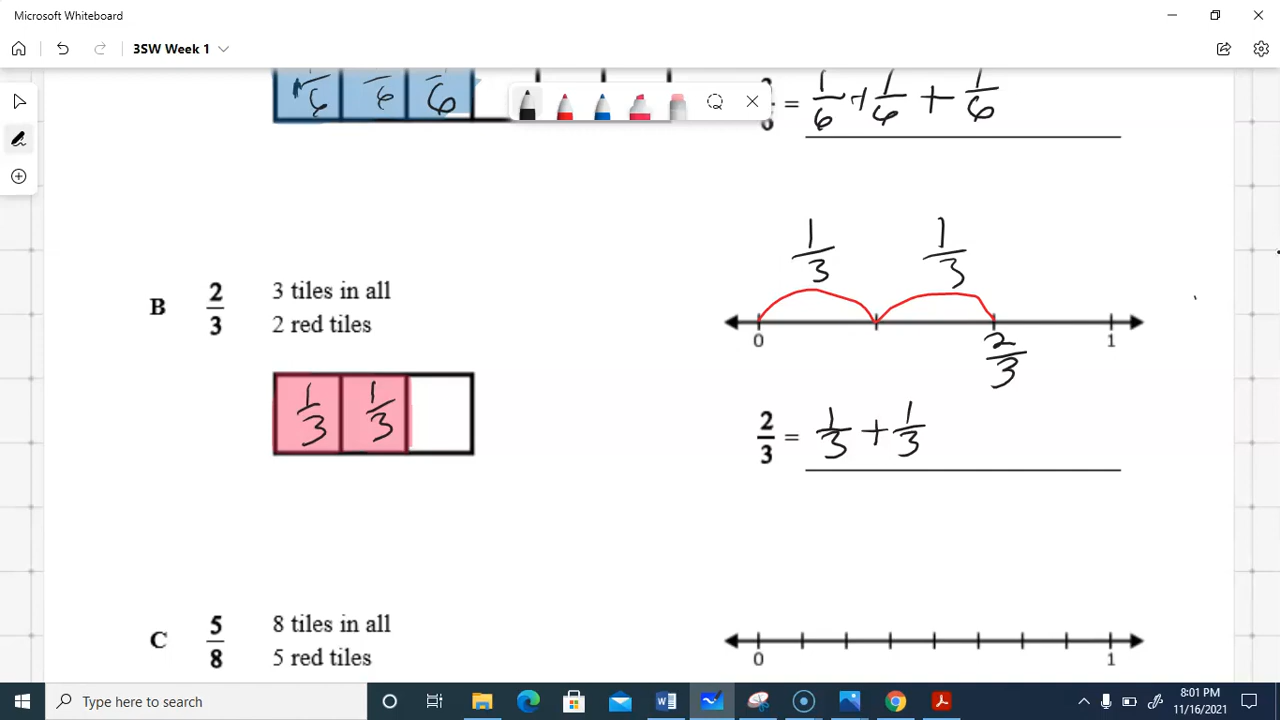 Microsoft Whiteboard
3SW Week 1
6 6 6
= 1/6 + 1/6 + 1/6
1/3 1/3
B 2/3 3 tiles in all
2 red tiles
0 1
2/3
1/3 1/3
2/3 = 1/3 + 1/3
C 5/8 8 tiles in all
5 red tiles
0 1
Type here to search
8:01 PM
11/16/2021